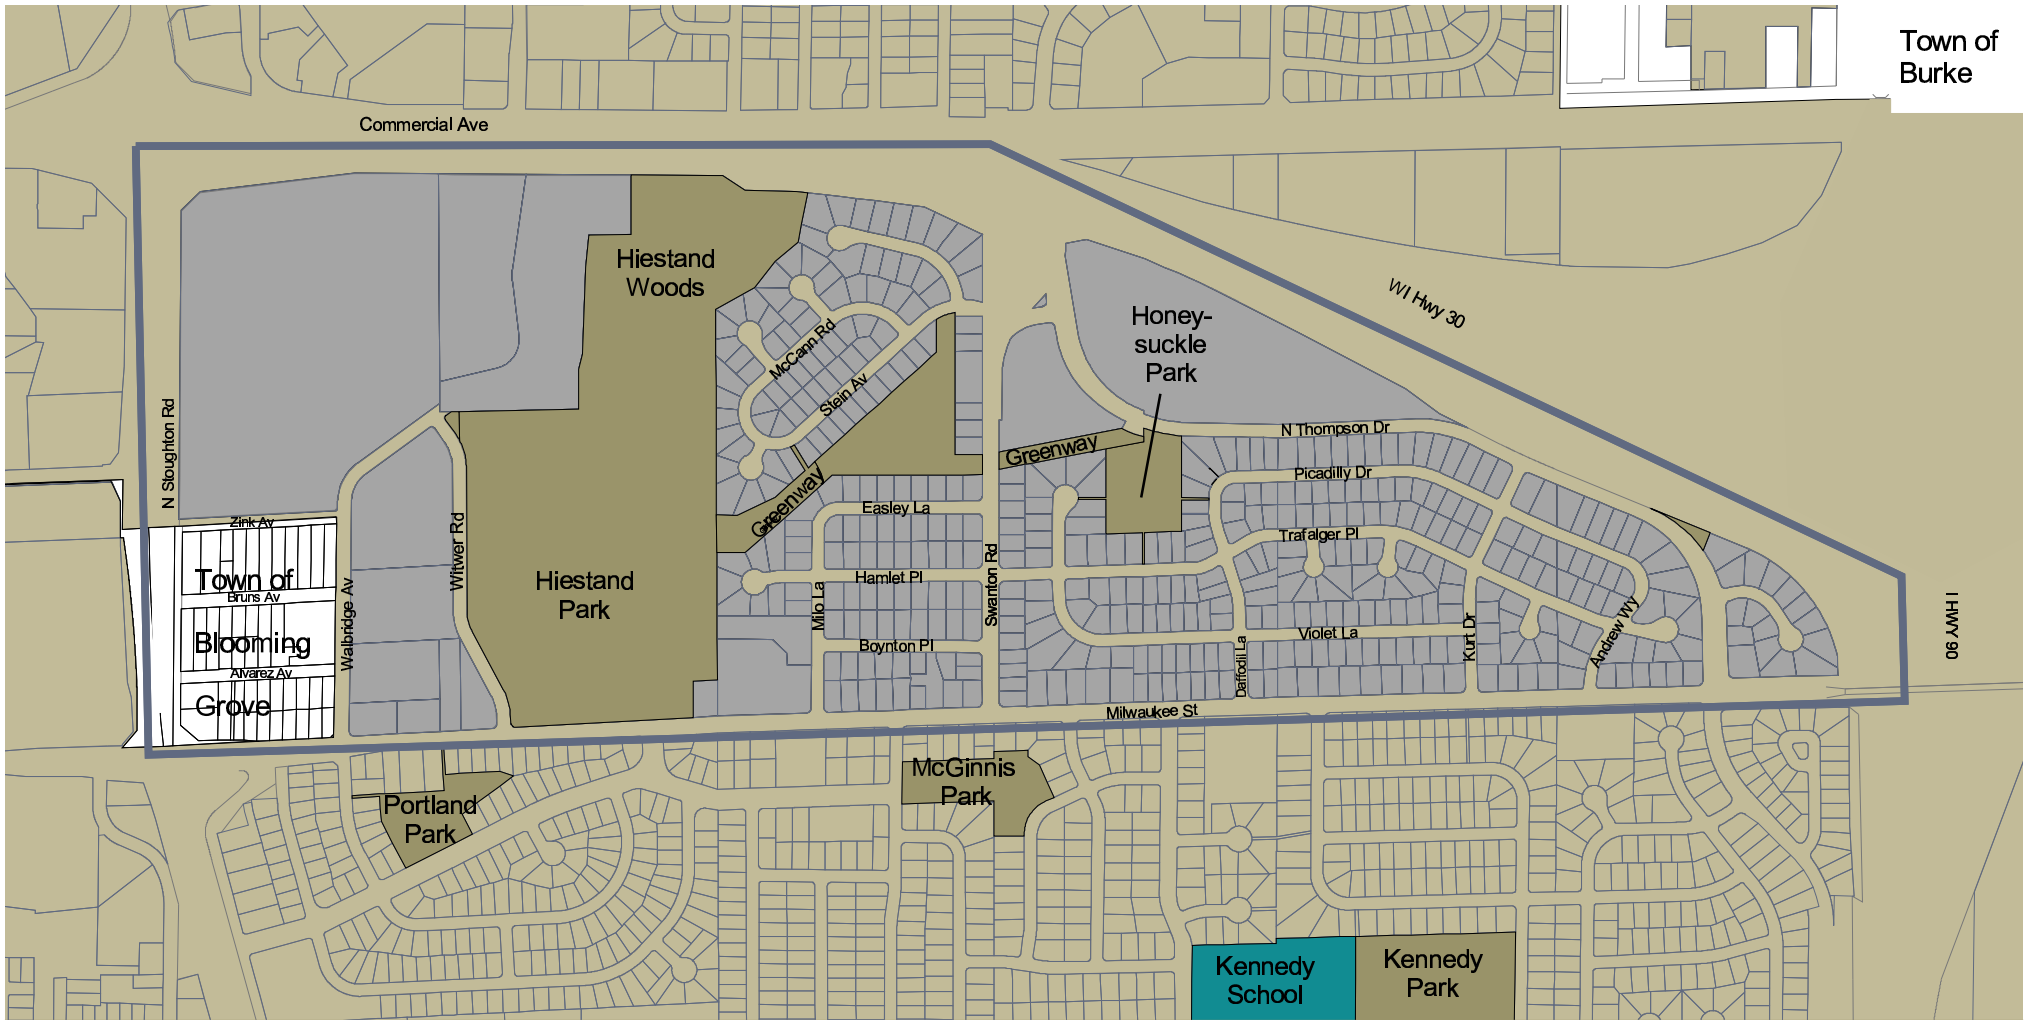 Town of
Burke
Commercial Ave
Hiestand
Woods
WI Hwy 30
Honey-
suckle
Park
McCann Rd
Stein Av
N Stoughton Rd
Greenway
N Thompson Dr
Picadilly Dr
Greenway
Easley La
Zink Av
Trafalger Pl
Witwer Rd
Swanton Rd
Hamlet Pl
Town of
Bruns Av
Blooming
Alvarez Av
Grove
Walbridge Av
Hiestand
Park
Milo La
Boynton Pl
Violet La
Kurt Dr
Andrew Wy
Daffodil La
I HWY 90
Milwaukee St
McGinnis
Park
Portland
Park
Kennedy
School
Kennedy
Park